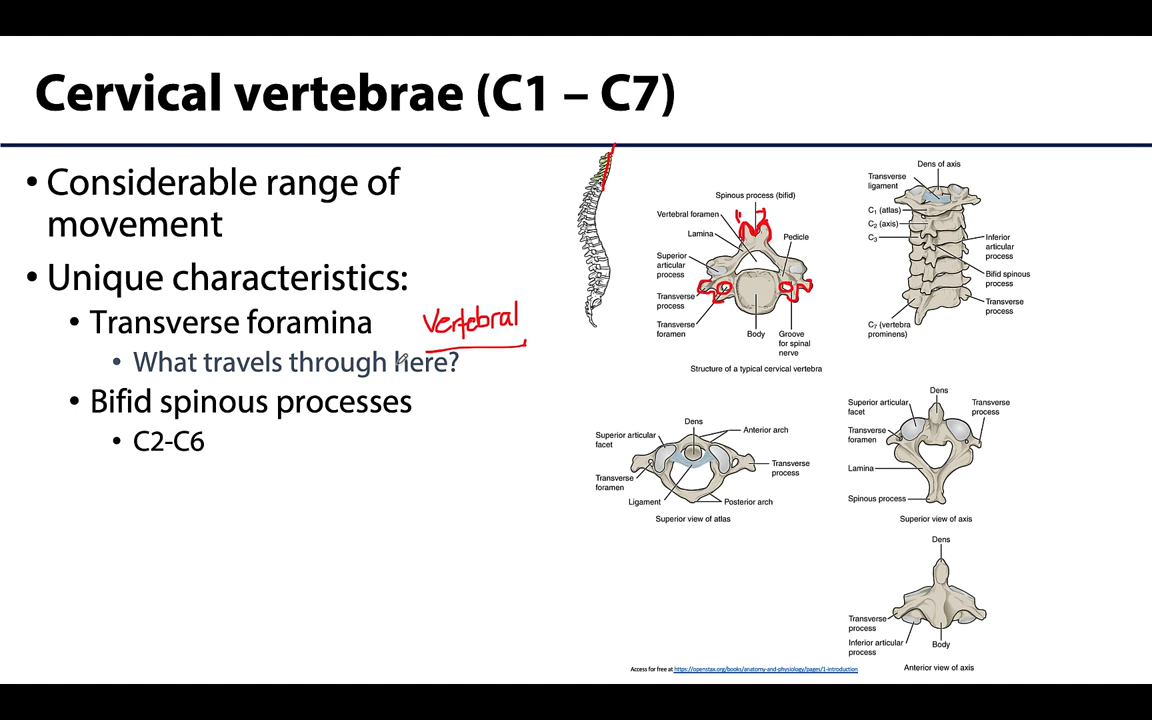 Cervical vertebrae (C1 – C7)
• Considerable range of
movement
• Unique characteristics:
• Transverse foramina
vertebral
• What travels through here?
• Bifid spinous processes
• C2-C6
Spinous process (bifid)
Vertebral foramen
Lamina
Pedicle
Superior
articular
process
Transverse
process
Transverse
foramen
Body
Groove
for spinal
nerve
Structure of a typical cervical vertebra
Dens of axis
Transverse
ligament
C1 (atlas)
C2 (axis)
C3
Inferior
articular
process
Bifid spinous
process
Transverse
process
C7 (vertebra
prominens)
Dens
Superior articular
facet
Anterior arch
Transverse
process
Transverse
foramen
Ligament
Posterior arch
Superior view of atlas
Dens
Superior articular
facet
Transverse
process
Transverse
foramen
Lamina
Spinous process
Superior view of axis
Dens
Transverse
process
Inferior articular
process
Body
Anterior view of axis
Access for free at https://openstax.org/books/anatomy-and-physiology/pages/1-introduction